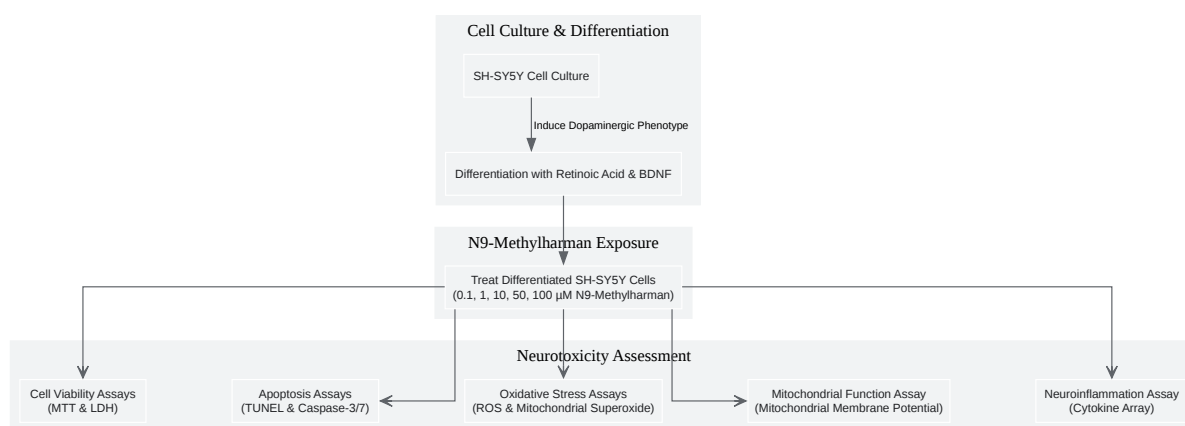 Cell Culture & Differentiation
SH-SY5Y Cell Culture
Induce Dopaminergic Phenotype
Differentiation with Retinoic Acid & BDNF
N9-Methylharman Exposure
Treat Differentiated SH-SY5Y Cells
(0.1, 1, 10, 50, 100 µM N9-Methylharman)
Neurotoxicity Assessment
Cell Viability Assays
(MTT & LDH)
Apoptosis Assays
(TUNEL & Caspase-3/7)
Oxidative Stress Assays
(ROS & Mitochondrial Superoxide)
Mitochondrial Function Assay
(Mitochondrial Membrane Potential)
Neuroinflammation Assay
(Cytokine Array)